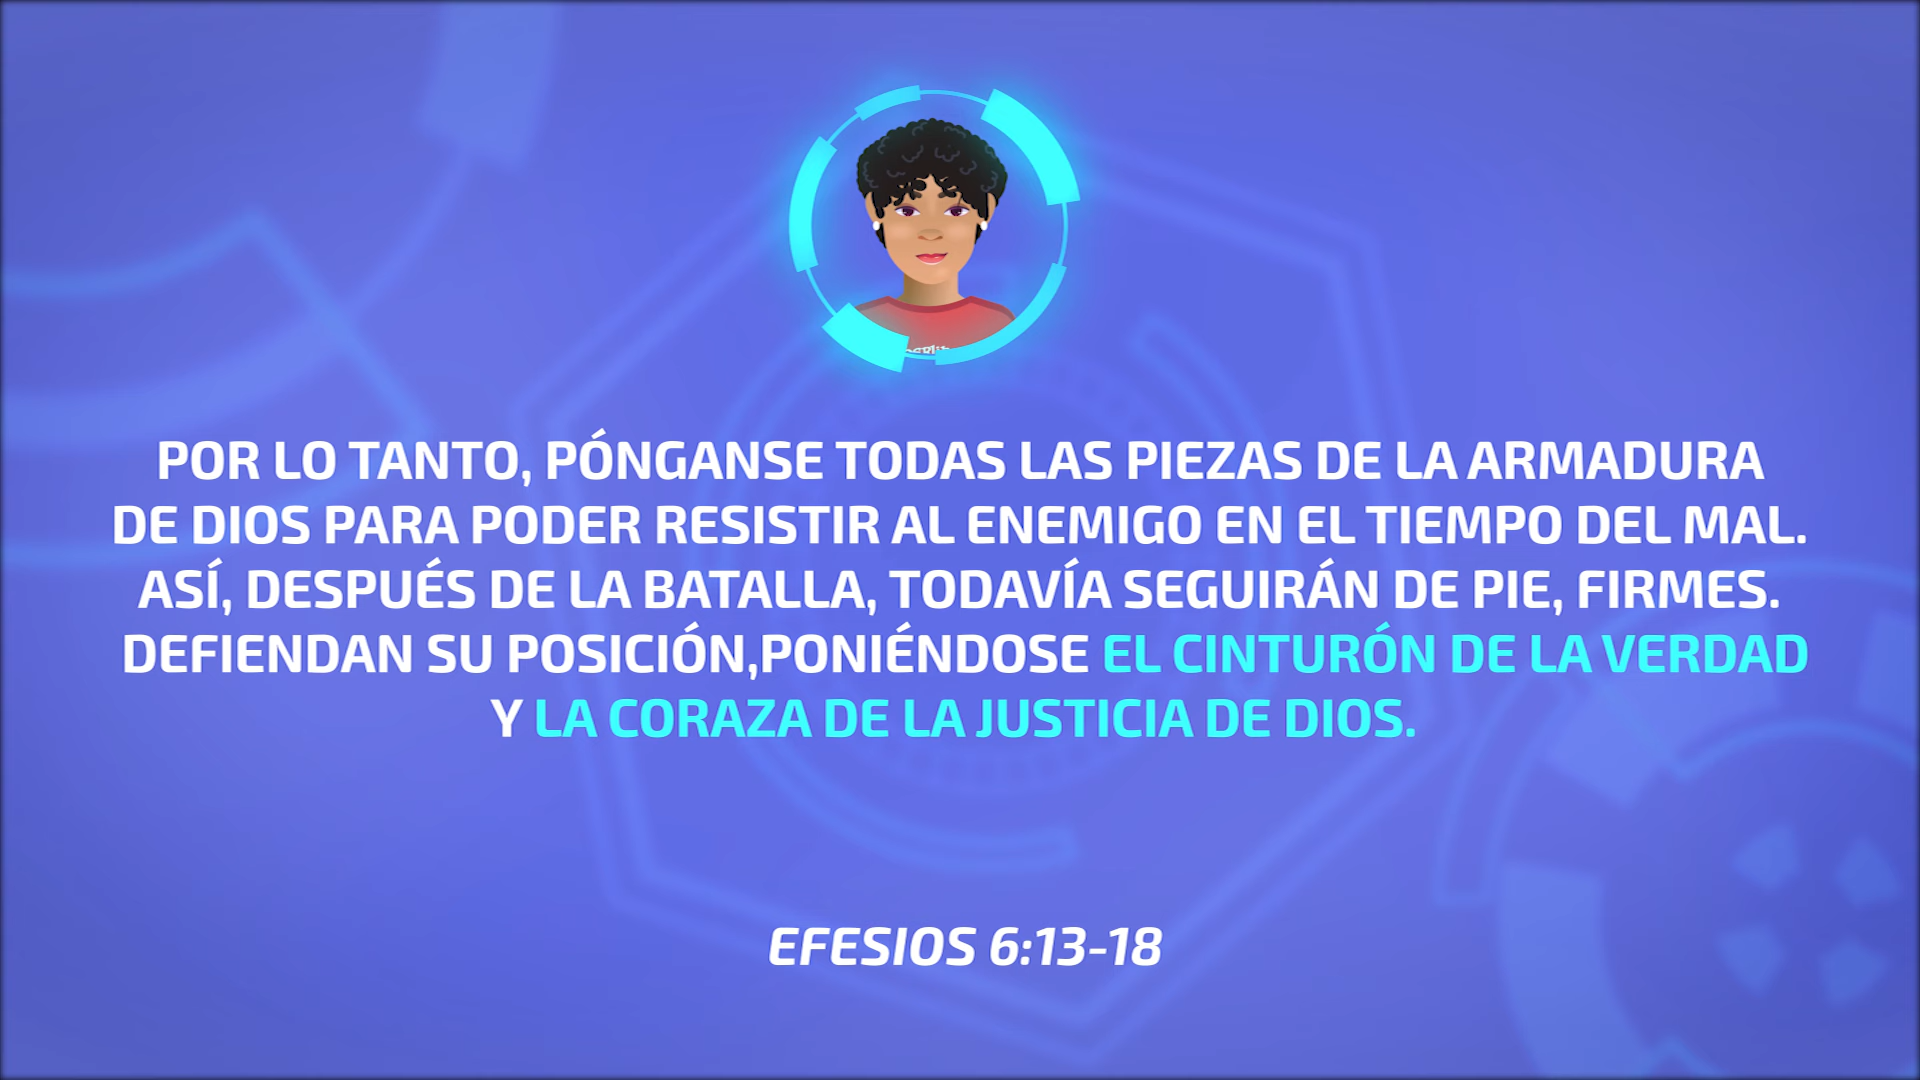 POR LO TANTO, PÓNGANSE TODAS LAS PIEZAS DE LA ARMADURA
DE DIOS PARA PODER RESISTIR AL ENEMIGO EN EL TIEMPO DEL MAL.
ASÍ, DESPUÉS DE LA BATALLA, TODAVÍA SEGUIRÁN DE PIE, FIRMES.
DEFIENDAN SU POSICIÓN,PONIÉNDOSE EL CINTURÓN DE LA VERDAD
Y LA CORAZA DE LA JUSTICIA DE DIOS.
EFESIOS 6:13-18